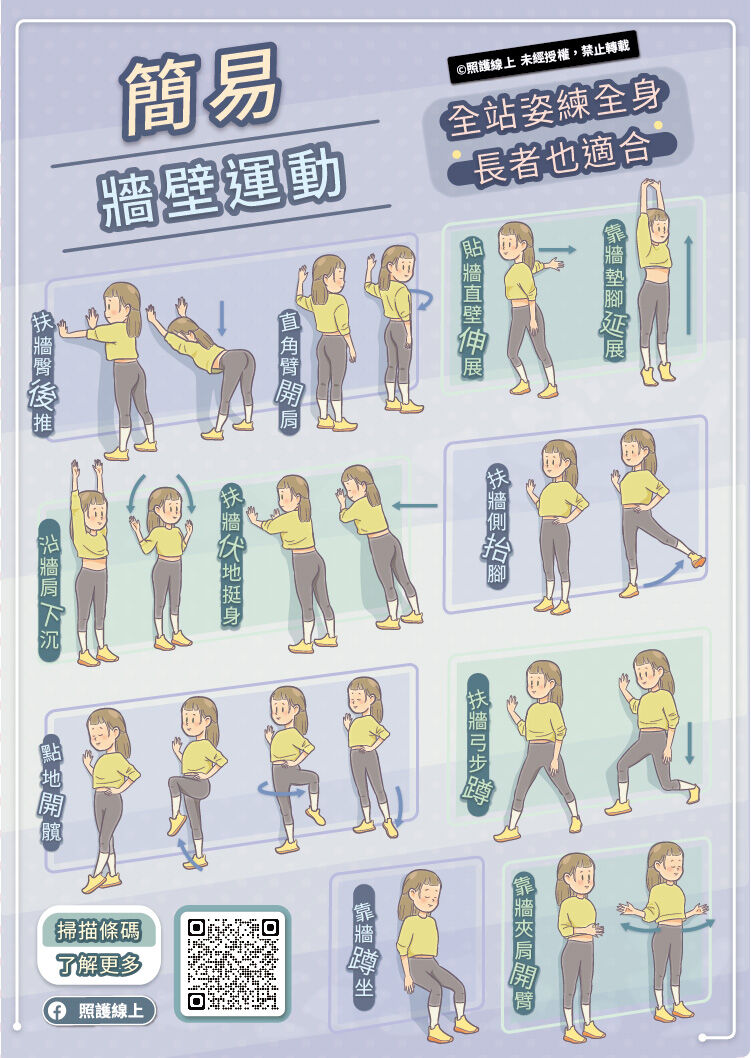 簡易
牆壁運動
©照護線上 未經授權，禁止轉載
全站姿練全身
長者也適合
扶牆臀後推
直角臂開肩
貼牆直壁伸展
靠牆墊腳延展
沿牆肩下沉
扶牆伏地挺身
扶牆側抬腳
點地開髖
扶牆弓步蹲
靠牆蹲坐
靠牆夾肩開臂
掃描條碼
了解更多
照護線上